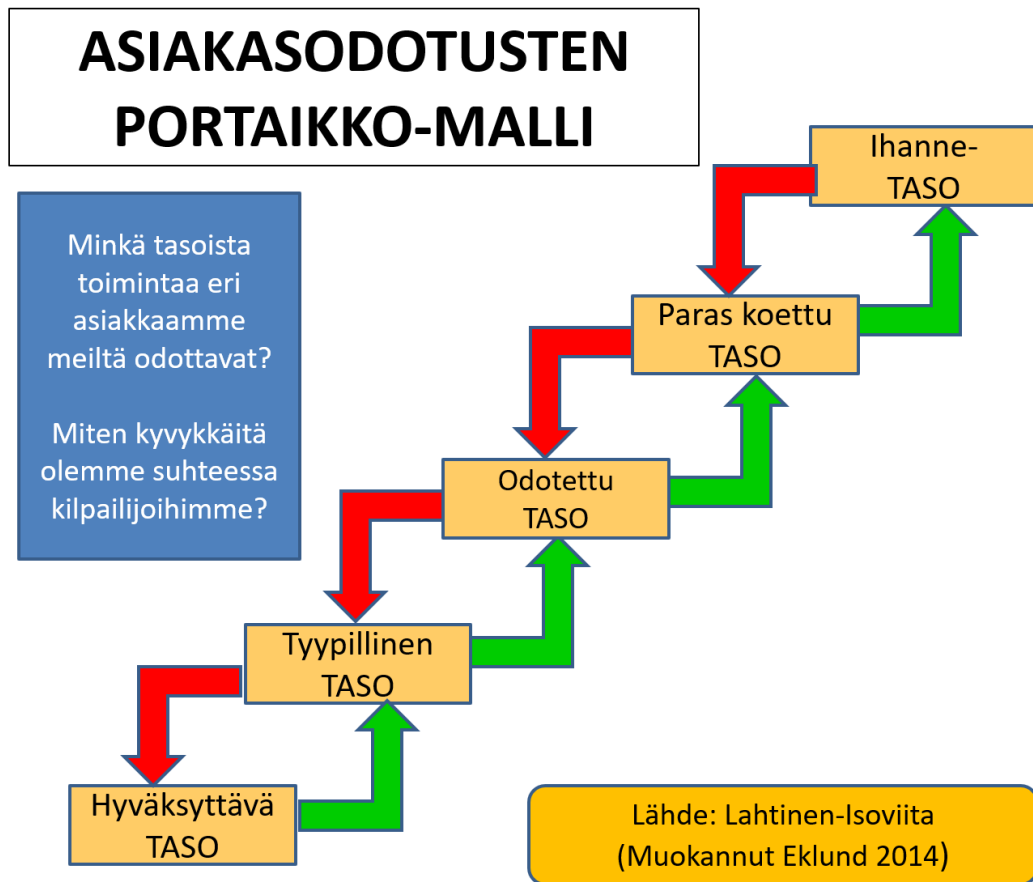 ASIAKASODOTUSTEN
PORTAIKKO-MALLI
Ihanne-
TASO
Minkä tasoista
toimintaa eri
asiakkaamme
meiltä odottavat?
Miten kyvykkäitä
olemme suhteessa
kilpailijoihimme?
Paras koettu
TASO
Odotettu
TASO
Tyypillinen
TASO
Hyväksyttävä
TASO
Lähde: Lahtinen-Isoviita
(Muokannut Eklund 2014)